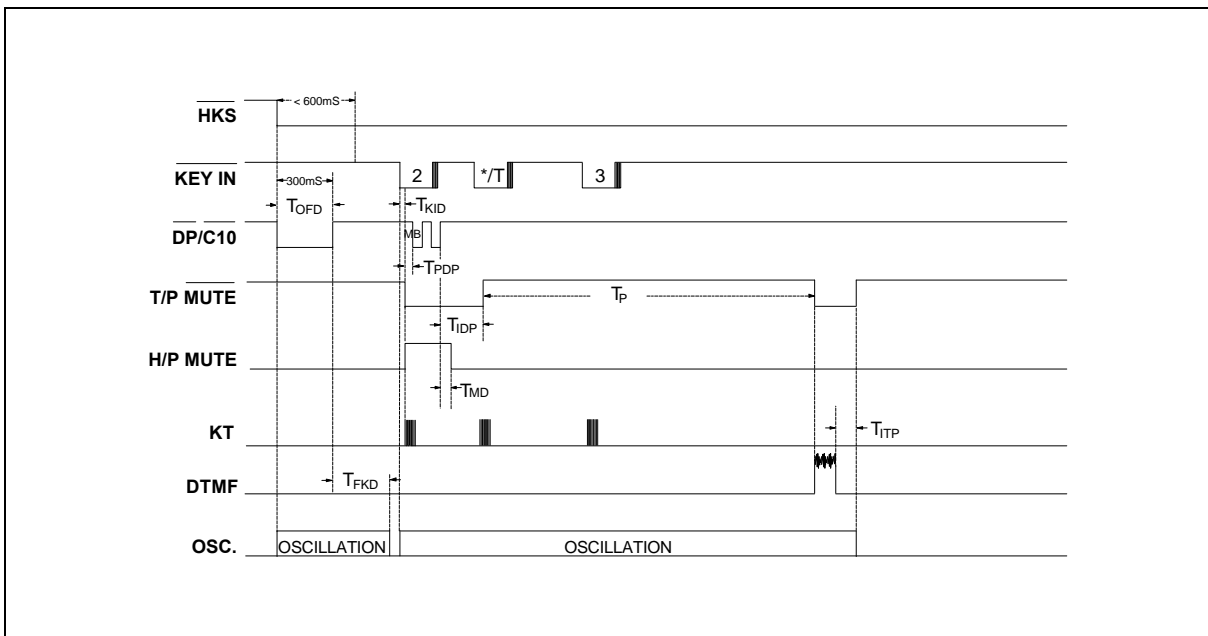 HKS
< 600mS
KEY IN
2
*/T
3
300mS
TOFD
TKID
DP/C10
MB
TPDP
T/P MUTE
TP
TIDP
H/P MUTE
TMD
KT
TITP
DTMF
TFKD
OSC.
OSCILLATION
OSCILLATION